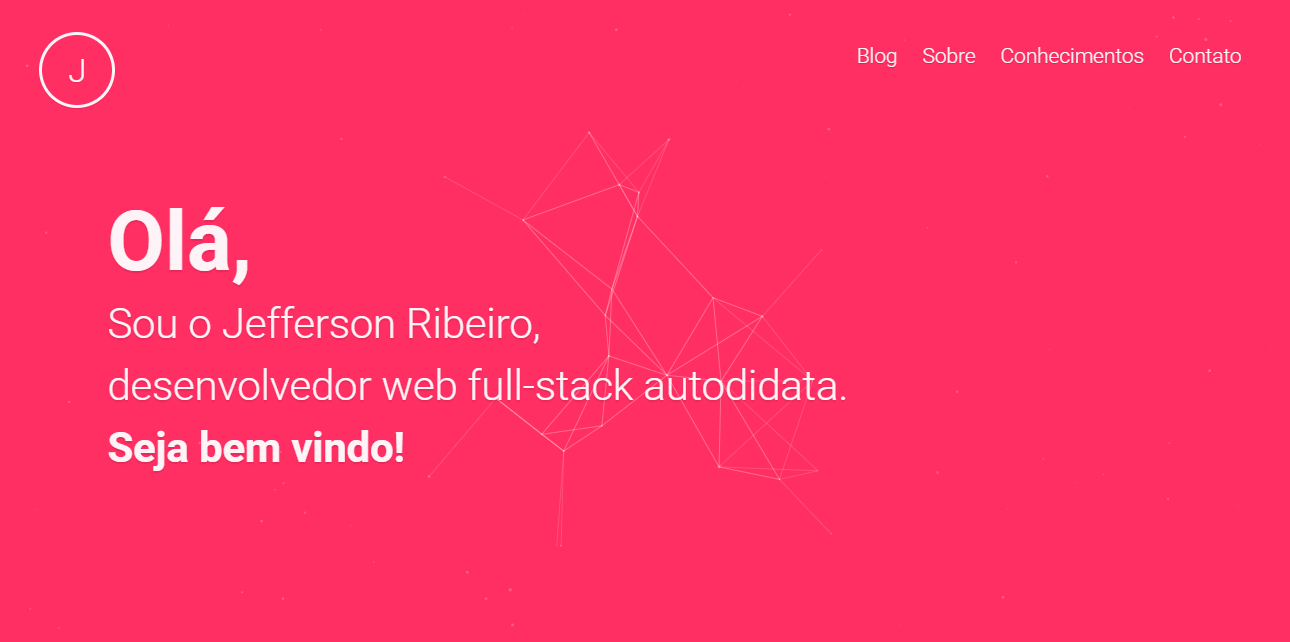 J
Blog Sobre Conhecimentos Contato
Olá,
Sou o Jefferson Ribeiro,
desenvolvedor web full-stack autodidata.
Seja bem vindo!